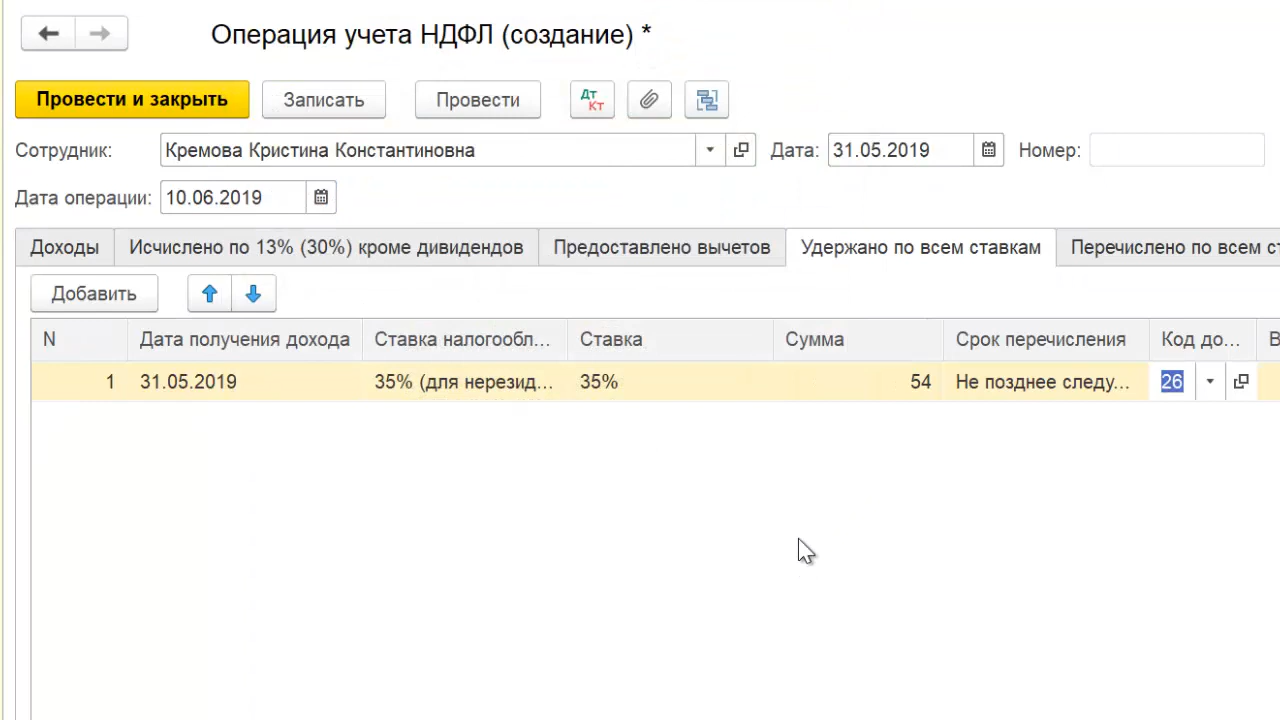 Операция учета НДФЛ (создание) *
Провести и закрыть Записать Провести Дт Кт
Сотрудник: Кремова Кристина Константиновна Дата: 31.05.2019 Номер:
Дата операции: 10.06.2019
Доходы Исчислено по 13% (30%) кроме дивидендов Предоставлено вычетов Удержано по всем ставкам Перечислено по всем ст
Добавить
N Дата получения дохода Ставка налогообл... Ставка Сумма Срок перечисления Код до... В
1 31.05.2019 35% (для нерезид... 35% 54 Не позднее следу... 26